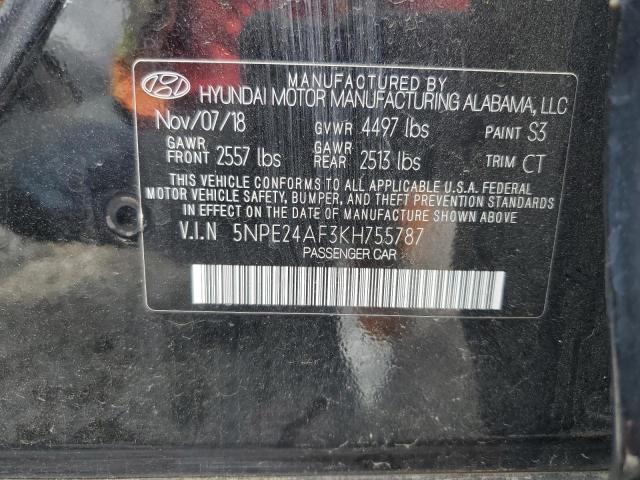 MANUFACTURED BY
HYUNDAI MOTOR MANUFACTURING ALABAMA, LLC
Nov/07/18 GVWR 4497 lbs PAINT S3
GAWR FRONT 2557 lbs GAWR REAR 2513 lbs TRIM CT
THIS VEHICLE CONFORMS TO ALL APPLICABLE U.S.A. FEDERAL
MOTOR VEHICLE SAFETY, BUMPER, AND THEFT PREVENTION STANDARDS
IN EFFECT ON THE DATE OF MANUFACTURE SHOWN ABOVE.
V.I.N 5NPE24AF3KH755787
PASSENGER CAR